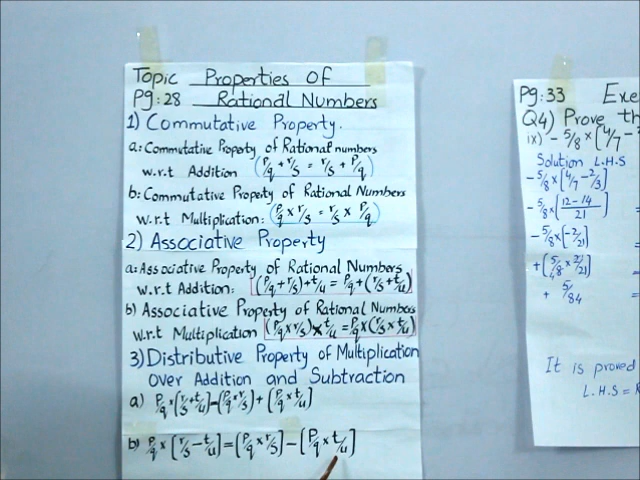 Topic Properties Of
Pg:28 Rational Numbers
1) Commutative Property.
a: Commutative Property of Rational numbers
w.r.t Addition (P/q + r/s = r/s + P/q)
b: Commutative Property of Rational Numbers
w.r.t Multiplication: (P/q × r/s = r/s × P/q)
2) Associative Property
a: Associative Property of Rational Numbers
w.r.t Addition: (P/q + r/s) + t/u = P/q + (r/s + t/u)
b) Associative Property of Rational Numbers
w.r.t Multiplication (P/q × r/s) × t/u = P/q × (r/s × t/u)
3) Distributive Property of Multiplication
Over Addition and Subtraction
a) P/q × [r/s + t/u] = [P/q × r/s] + [P/q × t/u]
b) P/q × [r/s - t/u] = [P/q × r/s] - [P/q × t/u]
Pg:33 Exe
Q4) Prove th
ix) - 5/8 × [4/7 - 2
Solution L.H.S
- 5/8 × [4/7 - 2/3]
- 5/8 × [12-14/21]
- 5/8 × [-2/21]
+ [5/8 × 2/21]
+ 5/84
It is proved
L.H.S = R